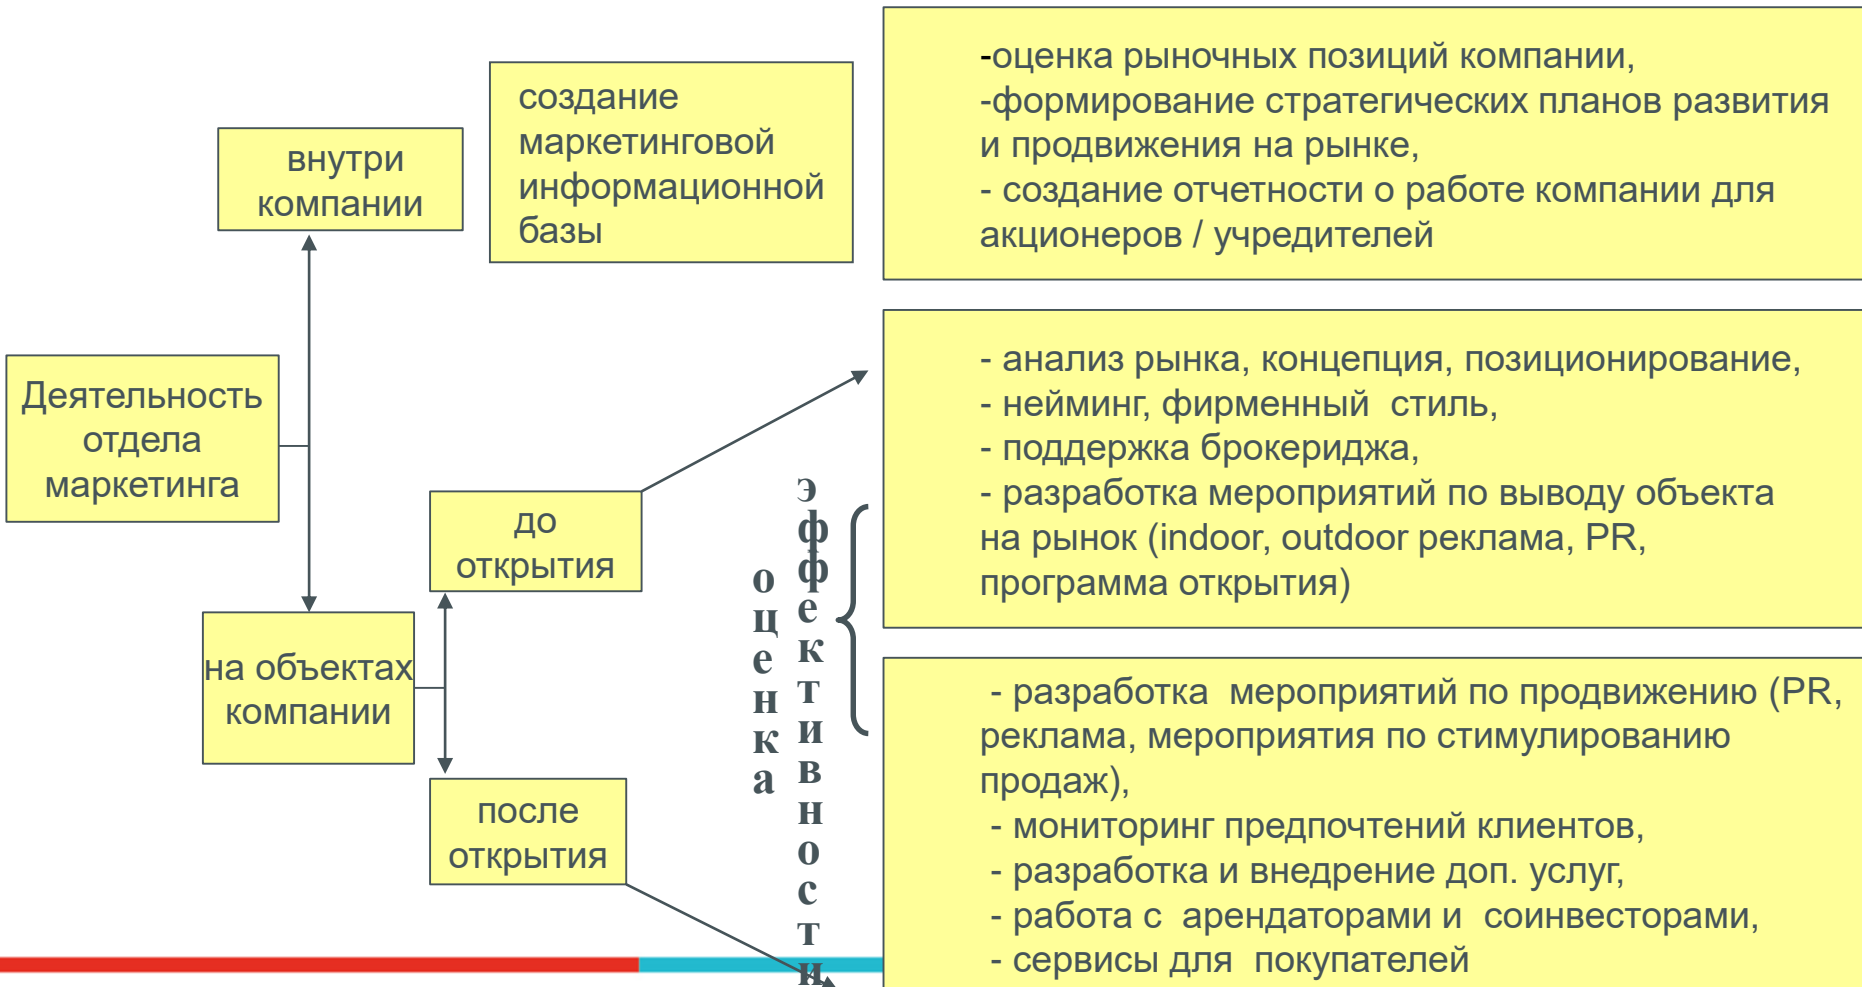 внутри
компании
создание
маркетинговой
информационной
базы
-оценка рыночных позиций компании,
-формирование стратегических планов развития
и продвижения на рынке,
- создание отчетности о работе компании для
акционеров / учредителей
Деятельность
отдела
маркетинга
до
открытия
на объектах
компании
после
открытия
оценка
эффективности
- анализ рынка, концепция, позиционирование,
- нейминг, фирменный  стиль,
- поддержка брокериджа,
- разработка мероприятий по выводу объекта
на рынок (indoor, outdoor реклама, PR,
программа открытия)
- разработка  мероприятий по продвижению (PR,
реклама, мероприятия по стимулированию
продаж),
- мониторинг предпочтений клиентов,
- разработка и внедрение доп. услуг,
- работа с  арендаторами и  соинвесторами,
- сервисы для  покупателей